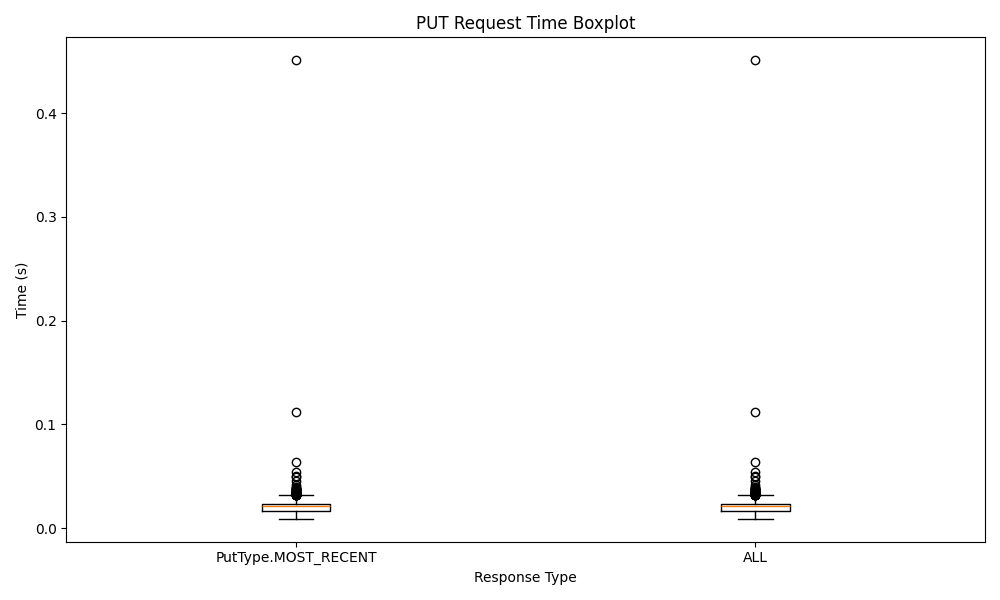 PUT Request Time Boxplot
0.4
0.3
0.2
0.1
0.0
Time (s)
PutType.MOST_RECENT
ALL
Response Type